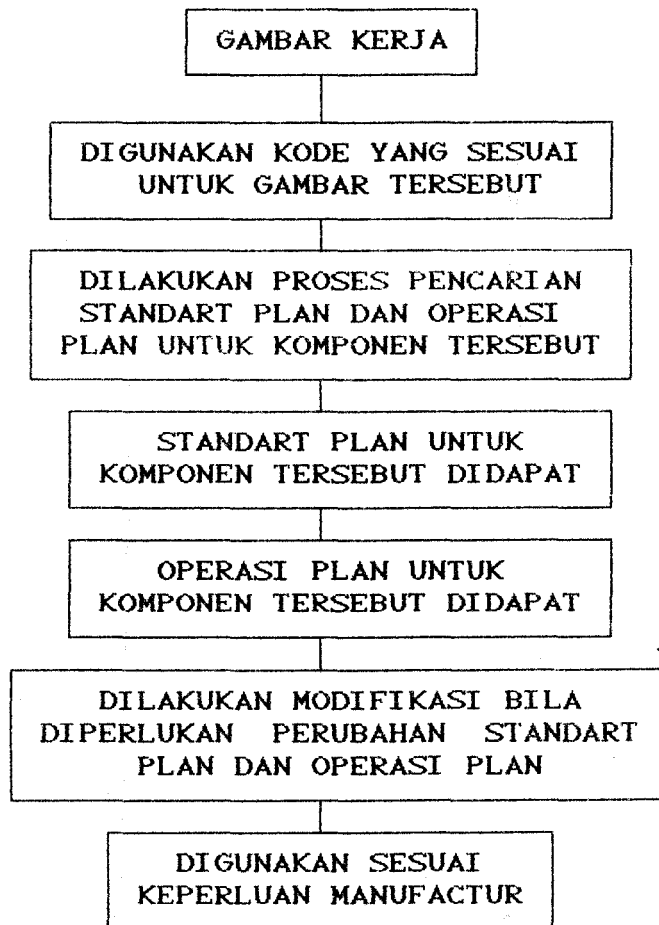 GAMBAR KERJA
DIGUNAKAN KODE YANG SESUAI
UNTUK GAMBAR TERSEBUT
DILAKUKAN PROSES PENCARIAN
STANDART PLAN DAN OPERASI
PLAN UNTUK KOMPONEN TERSEBUT
STANDART PLAN UNTUK
KOMPONEN TERSEBUT DIDAPAT
OPERASI PLAN UNTUK
KOMPONEN TERSEBUT DIDAPAT
DILAKUKAN MODIFIKASI BILA
DIPERLUKAN PERUBAHAN STANDART
PLAN DAN OPERASI PLAN
DIGUNAKAN SESUAI
KEPERLUAN MANUFACTUR